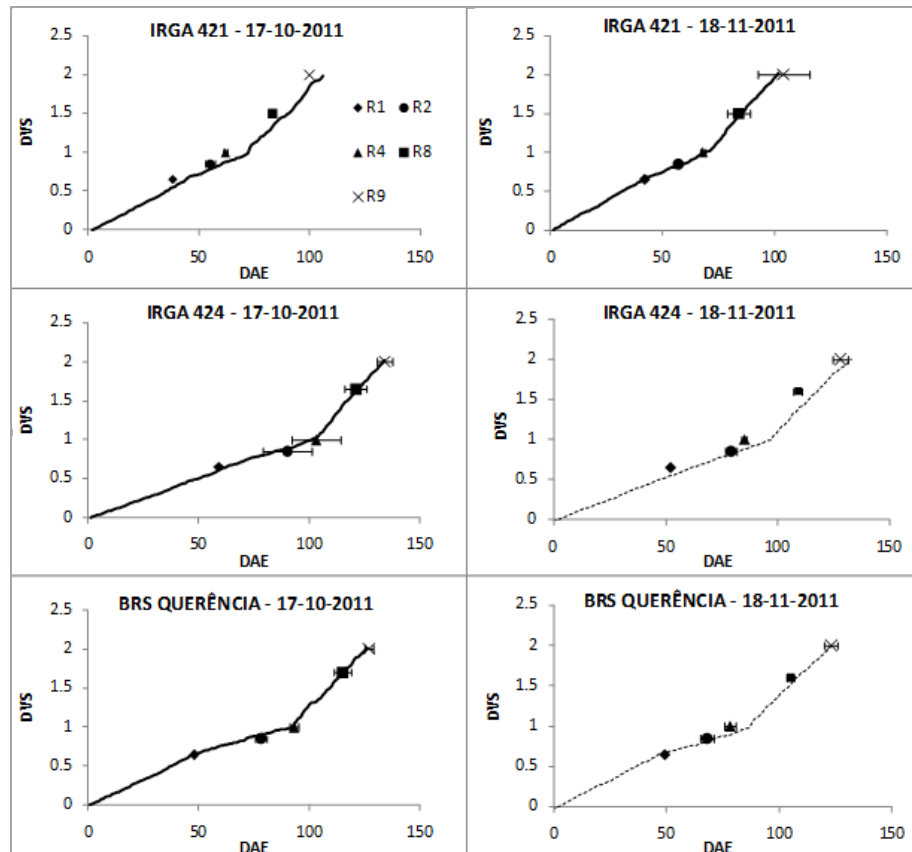 IRGA 421 - 17-10-2011
2.5
2
1.5
1
0.5
0
DVS
0 50 100 150
DAE
R1 R2
R4 R8
R9
IRGA 421 - 18-11-2011
2.5
2
1.5
1
0.5
0
DVS
0 50 100 150
DAE
IRGA 424 - 17-10-2011
2.5
2
1.5
1
0.5
0
DVS
0 50 100 150
DAE
IRGA 424 - 18-11-2011
2.5
2
1.5
1
0.5
0
DVS
0 50 100 150
DAE
BRS QUERÊNCIA - 17-10-2011
2.5
2
1.5
1
0.5
0
DVS
0 50 100 150
DAE
BRS QUERÊNCIA - 18-11-2011
2.5
2
1.5
1
0.5
0
DVS
0 50 100 150
DAE